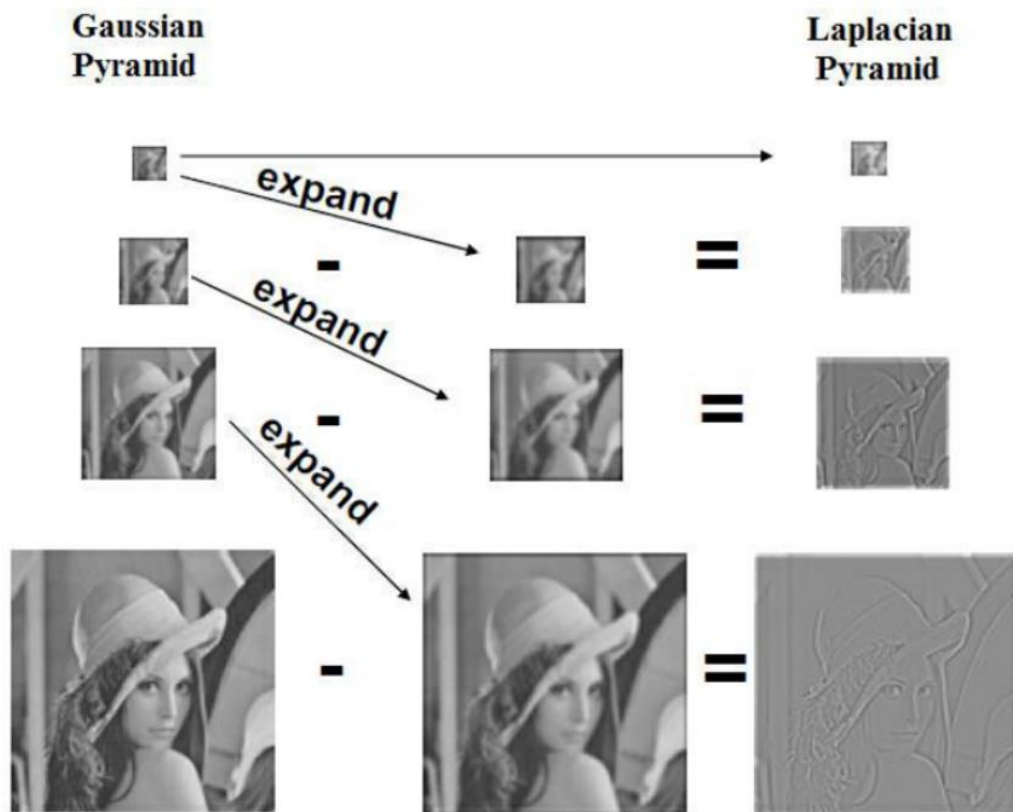 Gaussian
Pyramid
Laplacian
Pyramid
expand
-
=
expand
-
=
expand
-
=